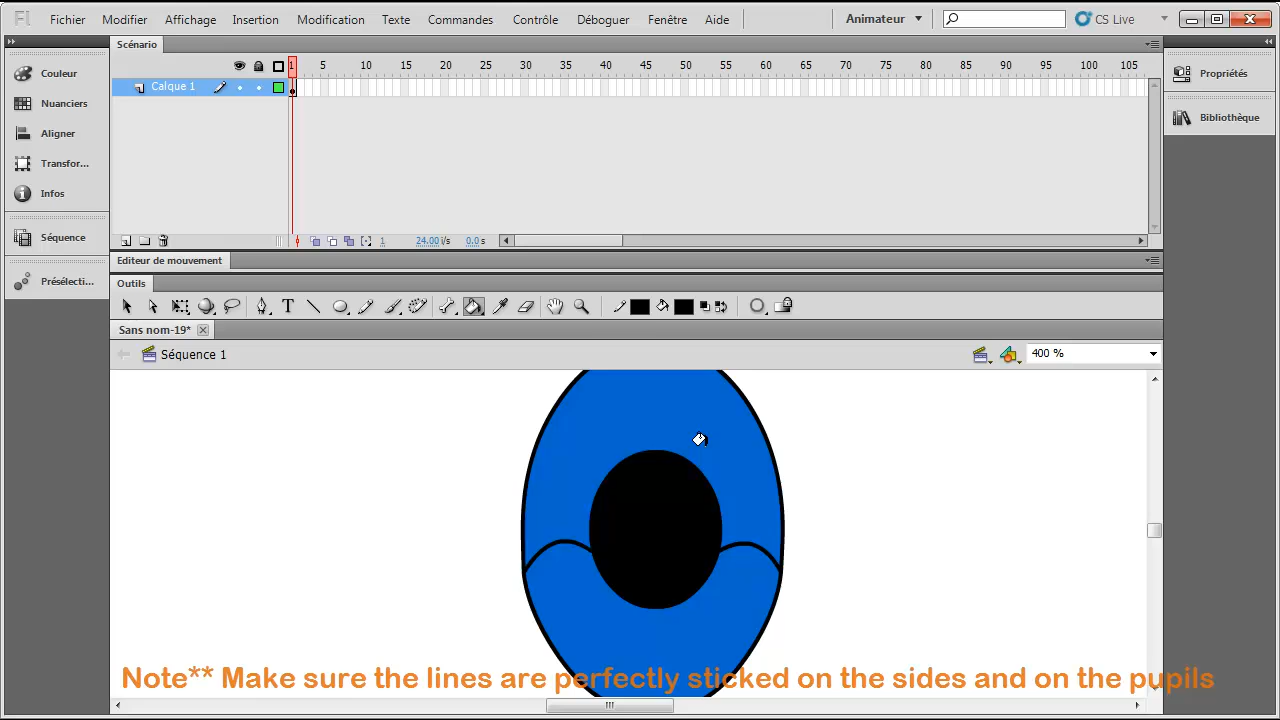 Fl Fichier Modifier Affichage Insertion Modification Texte Commandes Contrôle Déboguer Fenêtre Aide Animateur CS Live
Scénario
1 5 10 15 20 25 30 35 40 45 50 55 60 65 70 75 80 85 90 95 100 105
Calque 1
Couleur
Nuanciers
Aligner
Transfor...
Infos
Séquence
Présélecti...
Propriétés
Bibliothèque
1 24.00 i/s 0.0 s
Editeur de mouvement
Outils
T
Sans nom-19*
Séquence 1
400 %
Note** Make sure the lines are perfectly sticked on the sides and on the pupils